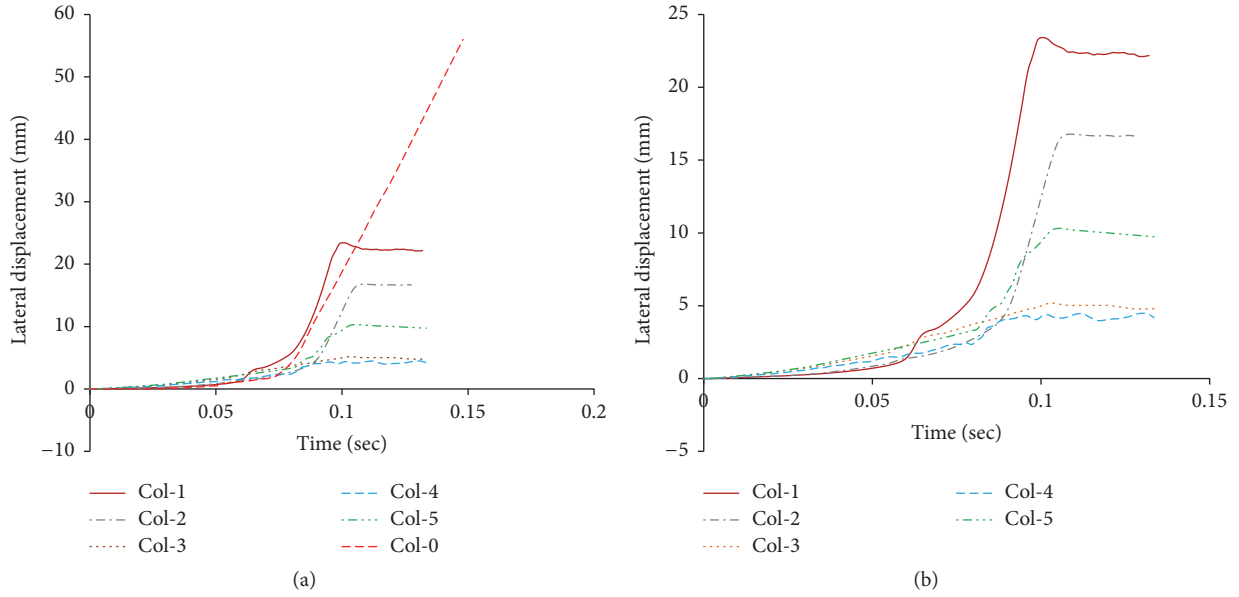 60
50
40
30
20
10
0
−10
0
0.05
0.1
0.15
0.2
Lateral displacement (mm)
Time (sec)
Col-1
Col-2
Col-3
Col-4
Col-5
Col-0
(a)
25
20
15
10
5
0
−5
0
0.05
0.1
0.15
Lateral displacement (mm)
Time (sec)
Col-1
Col-2
Col-3
Col-4
Col-5
(b)